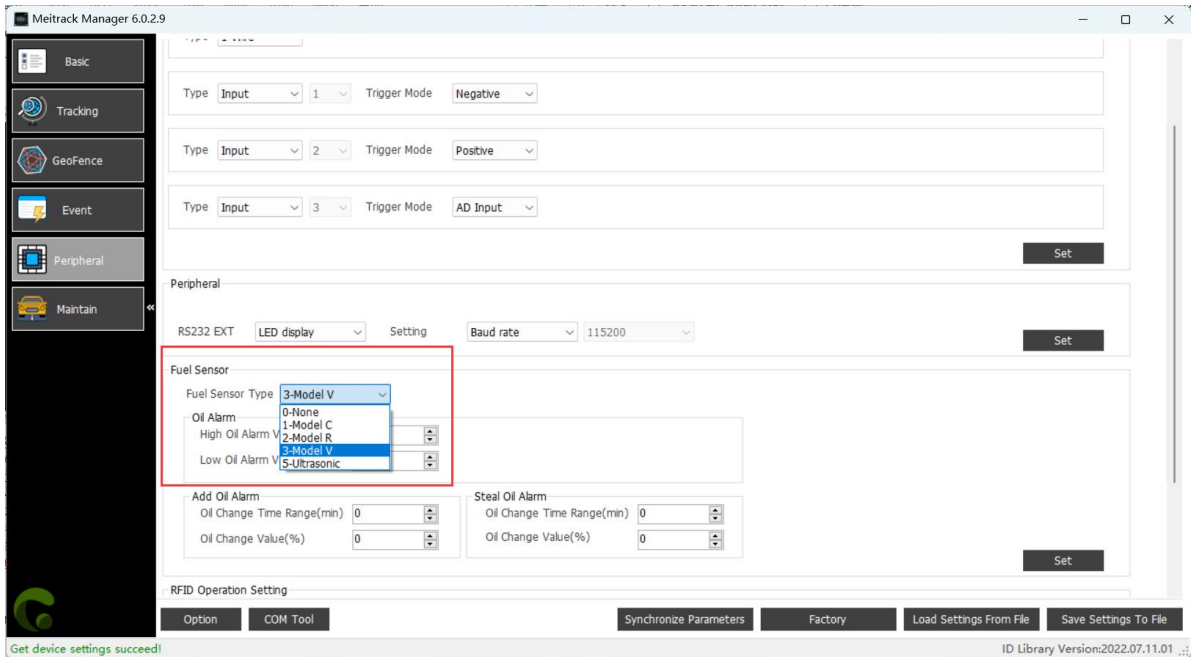 Meitrack Manager 6.0.2.9
Basic
Tracking
GeoFence
Event
Peripheral
Maintain
«
Type Input 1 Trigger Mode Negative
Type Input 2 Trigger Mode Positive
Type Input 3 Trigger Mode AD Input
Set
Peripheral
RS232 EXT LED display Setting Baud rate 115200
Set
Fuel Sensor
Fuel Sensor Type 3-Model V
0-None
1-Model C
2-Model R
3-Model V
5-Ultrasonic
Oil Alarm
High Oil Alarm V
Low Oil Alarm V
Add Oil Alarm
Oil Change Time Range(min) 0
Oil Change Value(%) 0
Steal Oil Alarm
Oil Change Time Range(min) 0
Oil Change Value(%) 0
Set
RFID Operation Setting
Option COM Tool Synchronize Parameters Factory Load Settings From File Save Settings To File
Get device settings succeed! ID Library Version:2022.07.11.01